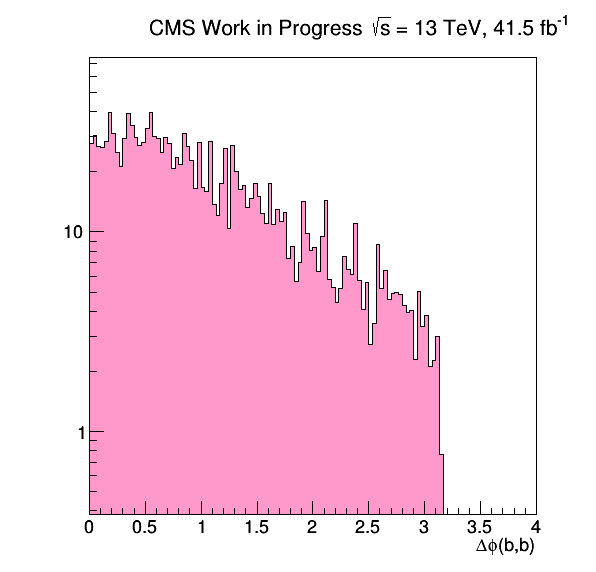 CMS Work in Progress √s = 13 TeV, 41.5 fb⁻¹
10
1
0 0.5 1 1.5 2 2.5 3 3.5 4
Δϕ(b,b)